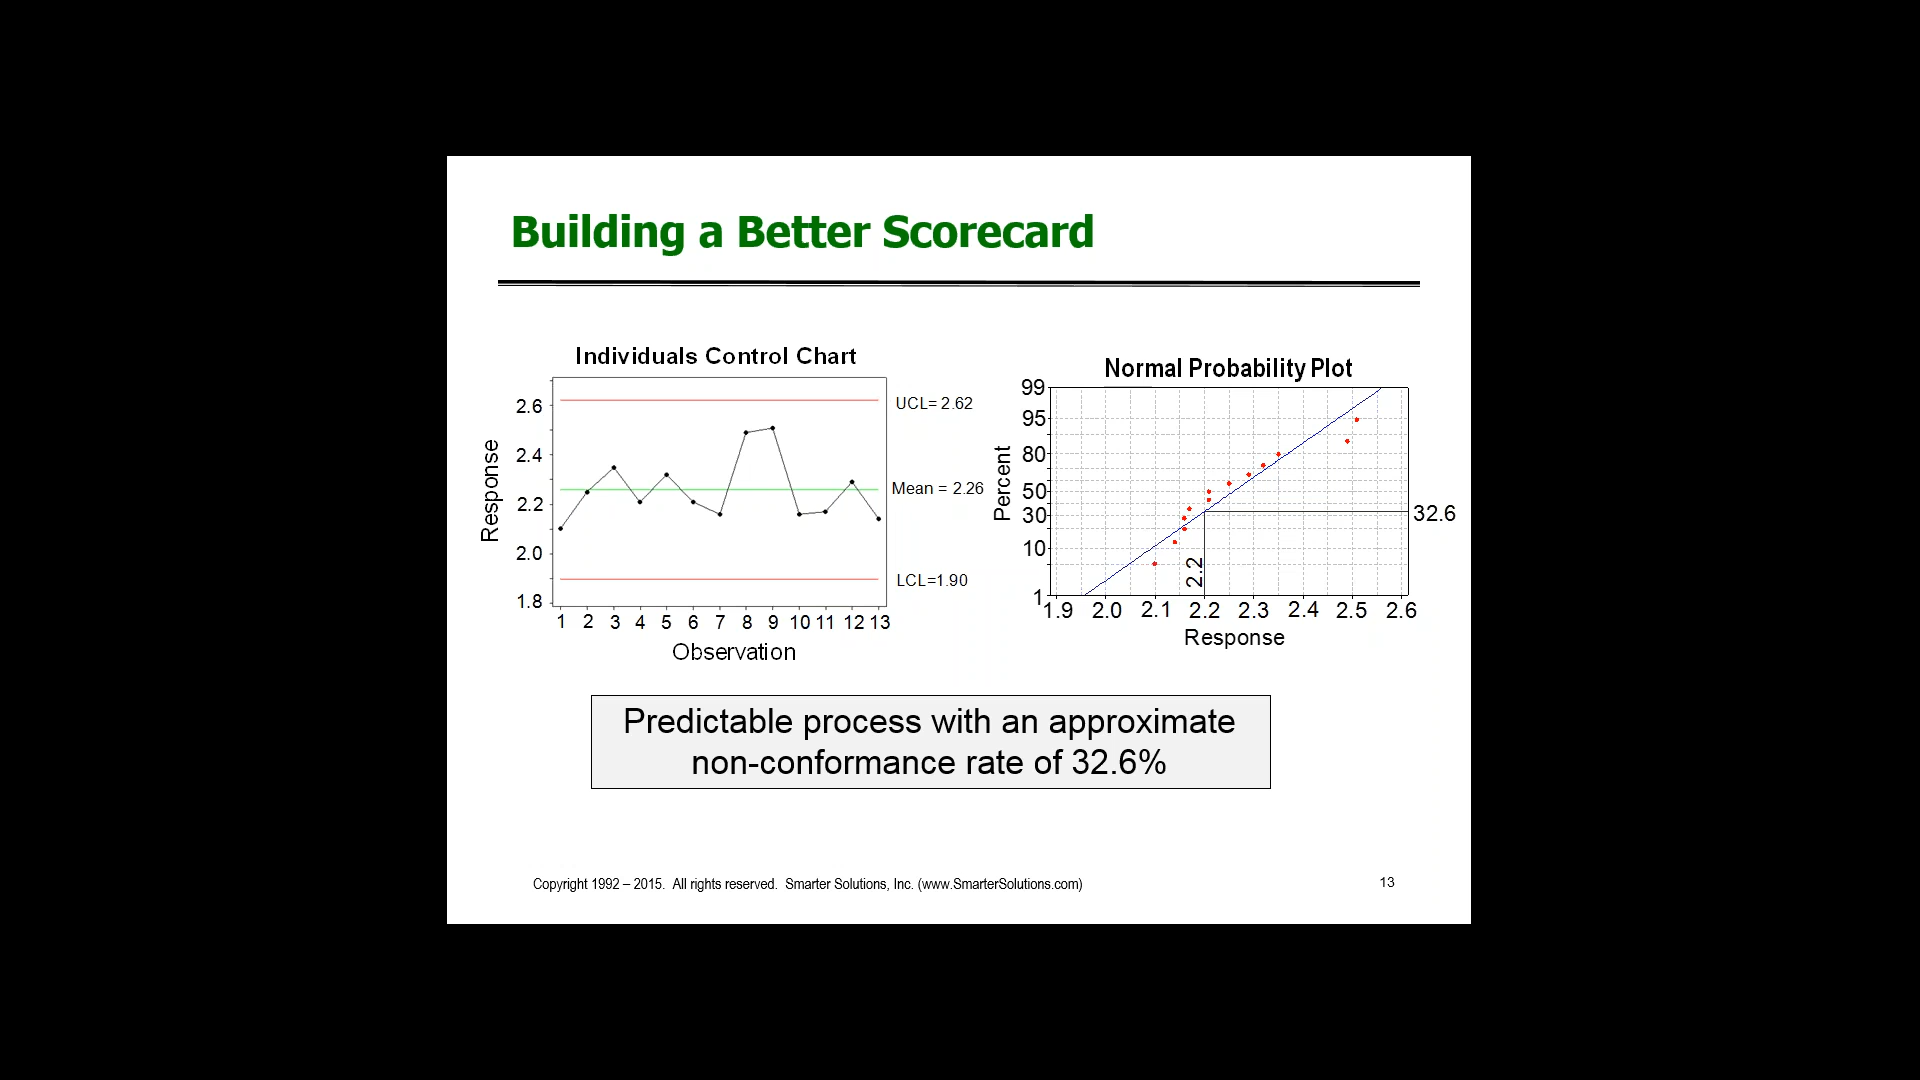 Building a Better Scorecard
Individuals Control Chart
Response
2.6
2.4
2.2
2.0
1.8
UCL= 2.62
Mean = 2.26
LCL=1.90
1 2 3 4 5 6 7 8 9 10 11 12 13
Observation
Normal Probability Plot
Percent
99
95
80
50
30
10
1
32.6
2.2
1.9 2.0 2.1 2.2 2.3 2.4 2.5 2.6
Response
Predictable process with an approximate
non-conformance rate of 32.6%
Copyright 1992 – 2015. All rights reserved. Smarter Solutions, Inc. (www.SmarterSolutions.com)
13